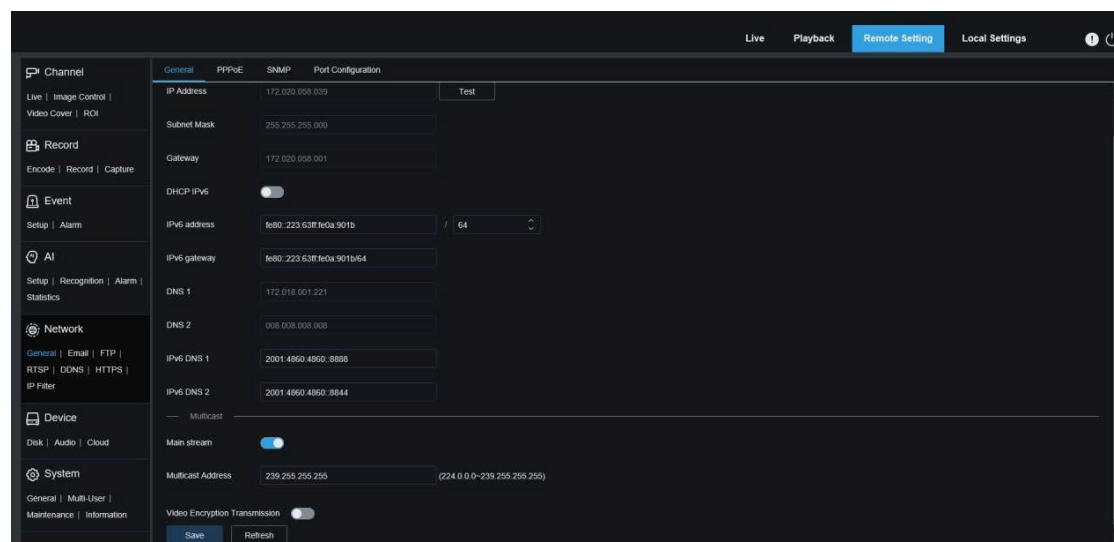 Live Playback Remote Setting Local Settings
Channel
Live | Image Control |
Video Cover | ROI
Record
Encode | Record | Capture
Event
Setup | Alarm
AI
Setup | Recognition | Alarm |
Statistics
Network
General | Email | FTP |
RTSP | DDNS | HTTPS |
IP Filter
Device
Disk | Audio | Cloud
System
General | Multi-User |
Maintenance | Information
General PPPoE SNMP Port Configuration
IP Address 172.020.058.039 Test
Subnet Mask 255.255.255.000
Gateway 172.020.058.001
DHCP IPv6
IPv6 address fe80::223:63ff:fe0a:901b / 64
IPv6 gateway fe80::223:63ff:fe0a:901b/64
DNS 1 172.018.001.221
DNS 2 008.008.008.008
IPv6 DNS 1 2001:4860:4860::8888
IPv6 DNS 2 2001:4860:4860::8844
Multicast
Main stream
Multicast Address 239.255.255.255 (224.0.0.0~239.255.255.255)
Video Encryption Transmission
Save Refresh